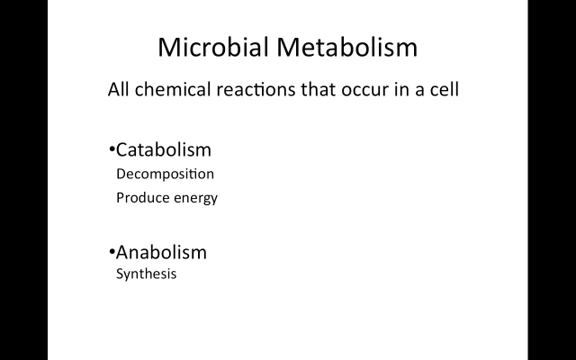 Microbial Metabolism
All chemical reactions that occur in a cell
•Catabolism
Decomposition
Produce energy
•Anabolism
Synthesis